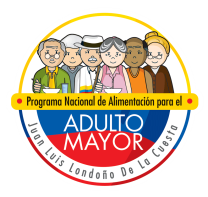 Programa Nacional de Alimentación para el
ADULTO
MAYOR
Juan Luis Londoño De La Cuesta